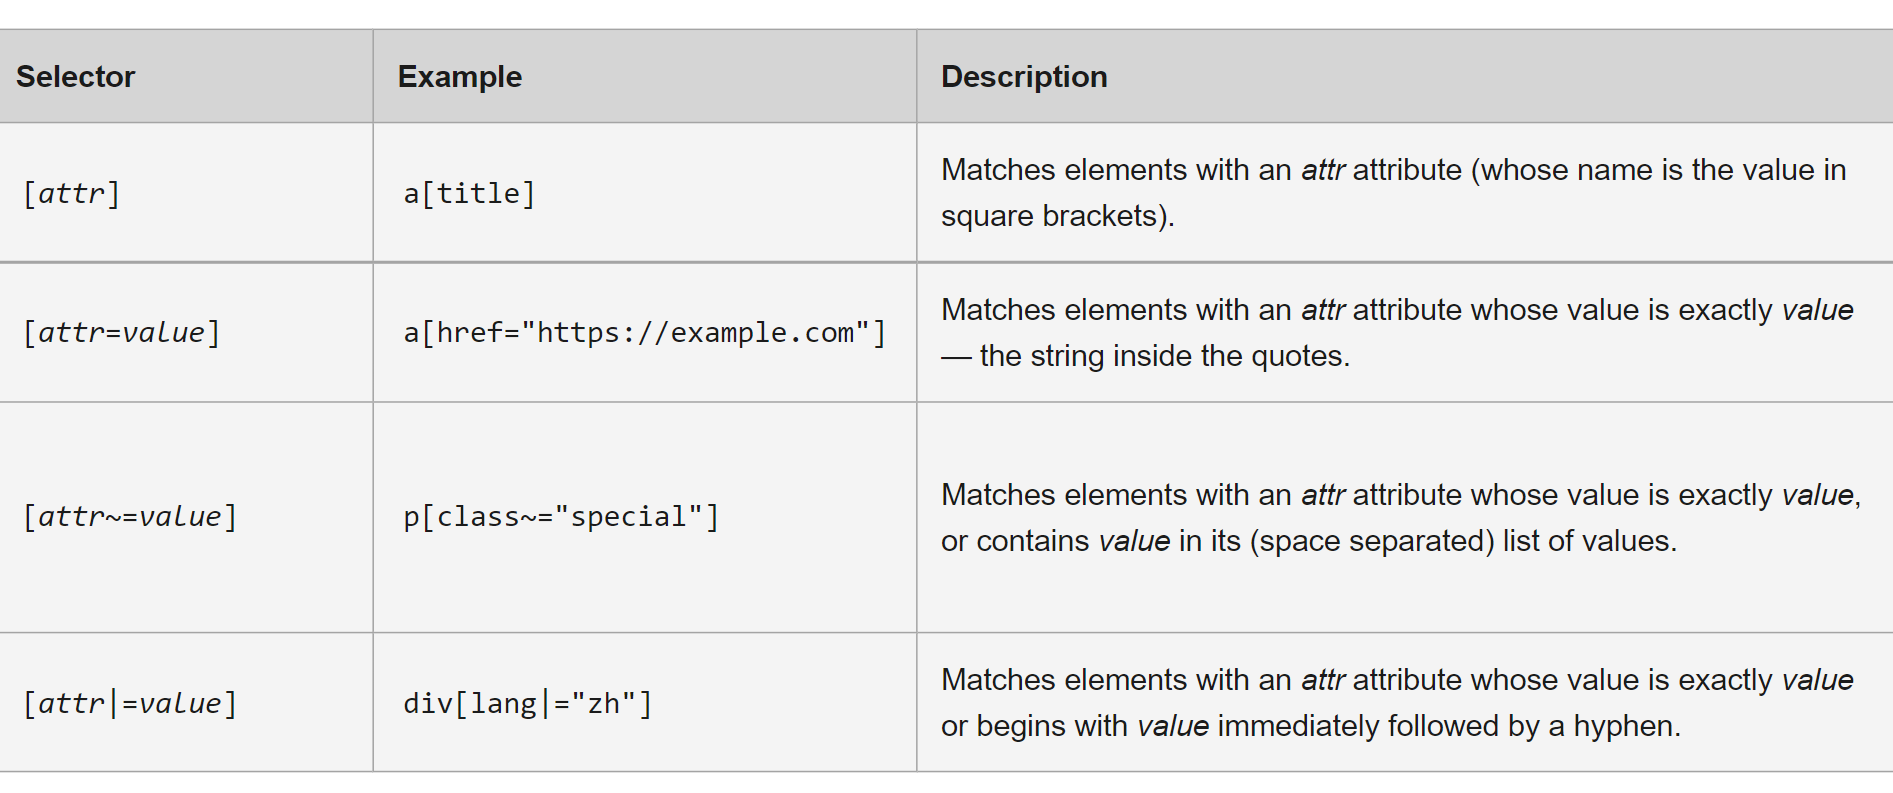 Selector Example Description
[attr] a[title] Matches elements with an attr attribute (whose name is the value in
square brackets).
[attr=value] a[href="https://example.com"] Matches elements with an attr attribute whose value is exactly value
— the string inside the quotes.
[attr~=value] p[class~="special"] Matches elements with an attr attribute whose value is exactly value,
or contains value in its (space separated) list of values.
[attr|=value] div[lang|="zh"] Matches elements with an attr attribute whose value is exactly value
or begins with value immediately followed by a hyphen.